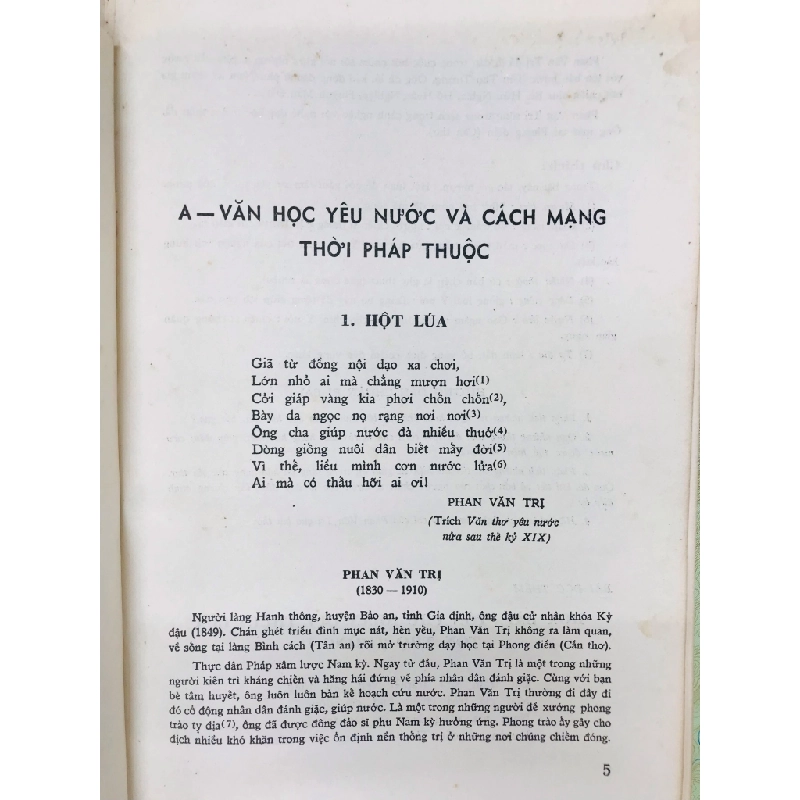 A — VĂN HỌC YÊU NƯỚC VÀ CÁCH MẠNG
THỜI PHÁP THUỘC
1. HỘT LÚA
Giã từ đồng nội dạo xa chơi,
Lớn nhỏ ai mà chẳng mượn hơi(1)
Cởi giáp vàng kia phơi chốn chốn(2),
Bày da ngọc nọ rạng nơi nơi(3)
Ông cha giúp nước đà nhiều thuở(4)
Dòng giống nuôi dân biết mấy đời(5)
Vì thế, liều mình cơn nước lửa(6)
Ai mà có thấu hỡi ai ơi!
PHAN VĂN TRỊ
(Trích Văn thơ yêu nước
nửa sau thế kỷ XIX)
PHAN VĂN TRỊ
(1830 — 1910)
Người làng Hanh thông, huyện Bảo an, tỉnh Gia định, ông đậu cử nhân khóa Kỷ
dậu (1849). Chán ghét triều đình mục nát, hèn yếu, Phan Văn Trị không ra làm quan,
về sống tại làng Bình cách (Tân an) rồi mở trường dạy học tại Phong điền (Cần thơ).
Thực dân Pháp xâm lược Nam kỳ. Ngay từ đầu, Phan Văn Trị là một trong những
người kiên trì kháng chiến và hăng hái đứng về phía nhân dân đánh giặc. Cùng với bạn
bè tâm huyết, ông luôn luôn bàn kế hoạch cứu nước. Phan Văn Trị thường đi đây đi
đó cổ động nhân dân đánh giặc, giúp nước. Là một trong những người đề xướng phong
trào tỵ địa(7), ông đã được đông đảo sĩ phu Nam kỳ hưởng ứng. Phong trào ấy gây cho
địch nhiều khó khăn trong việc ổn định nền thống trị ở những nơi chúng chiếm đóng.
5